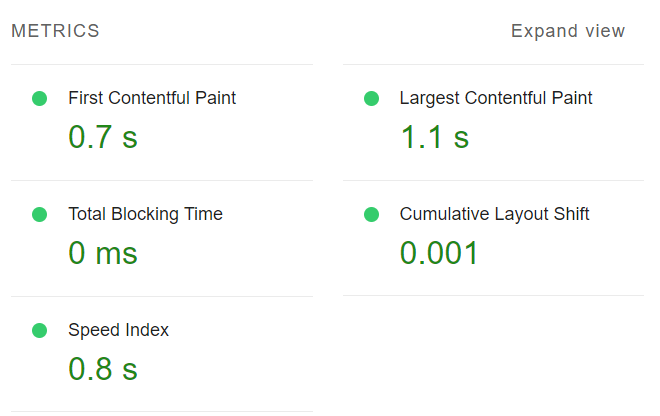 METRICS
Expand view
First Contentful Paint
0.7 s
Largest Contentful Paint
1.1 s
Total Blocking Time
0 ms
Cumulative Layout Shift
0.001
Speed Index
0.8 s